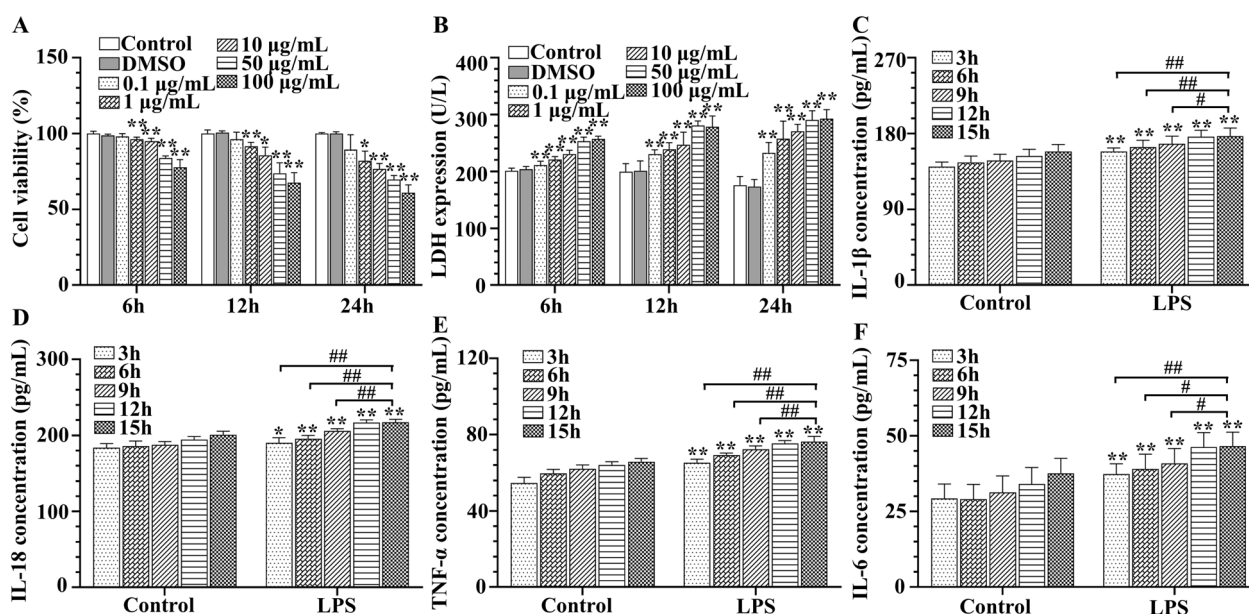 A
Control
DMSO
0.1 µg/mL
1 µg/mL
10 µg/mL
50 µg/mL
100 µg/mL
Cell viability (%)
150
100
50
0
** ** ** **
** * ** **
* ** ** **
6h 12h 24h
B
Control
DMSO
0.1 µg/mL
1 µg/mL
10 µg/mL
50 µg/mL
100 µg/mL
LDH expression (U/L)
400
300
200
100
0
** ** ** ** **
** ** ** ** **
** ** ** ** **
6h 12h 24h
C
3h
6h
9h
12h
15h
IL-1β concentration (pg/mL)
270
180
90
0
##
##
#
** ** ** ** **
Control LPS
D
3h
6h
9h
12h
15h
IL-18 concentration (pg/mL)
300
200
100
0
##
##
##
* ** ** ** **
Control LPS
E
3h
6h
9h
12h
15h
TNF-α concentration (pg/mL)
120
80
40
0
##
##
##
** ** ** ** **
Control LPS
F
3h
6h
9h
12h
15h
IL-6 concentration (pg/mL)
75
50
25
0
##
#
#
** ** ** ** **
Control LPS